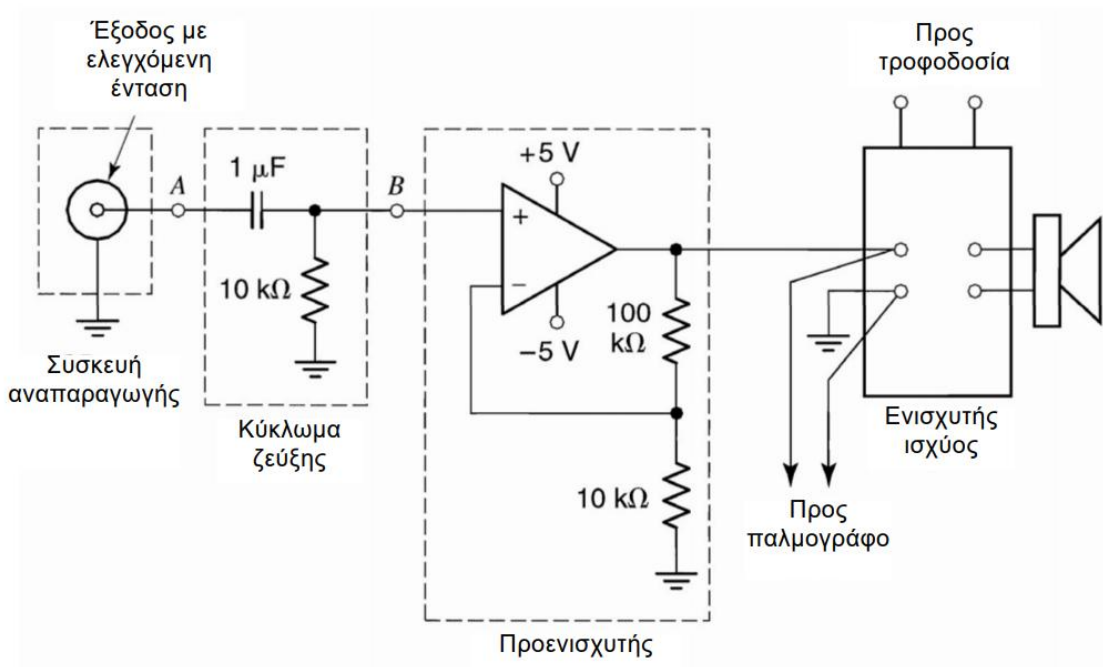 Έξοδος με
ελεγχόμενη
ένταση
Προς
τροφοδοσία
A
1 μF
B
+5 V
+
−
−5 V
10 kΩ
100
kΩ
10 kΩ
Συσκευή
αναπαραγωγής
Κύκλωμα
ζεύξης
Ενισχυτής
ισχύος
Προς
παλμογράφο
Προενισχυτής